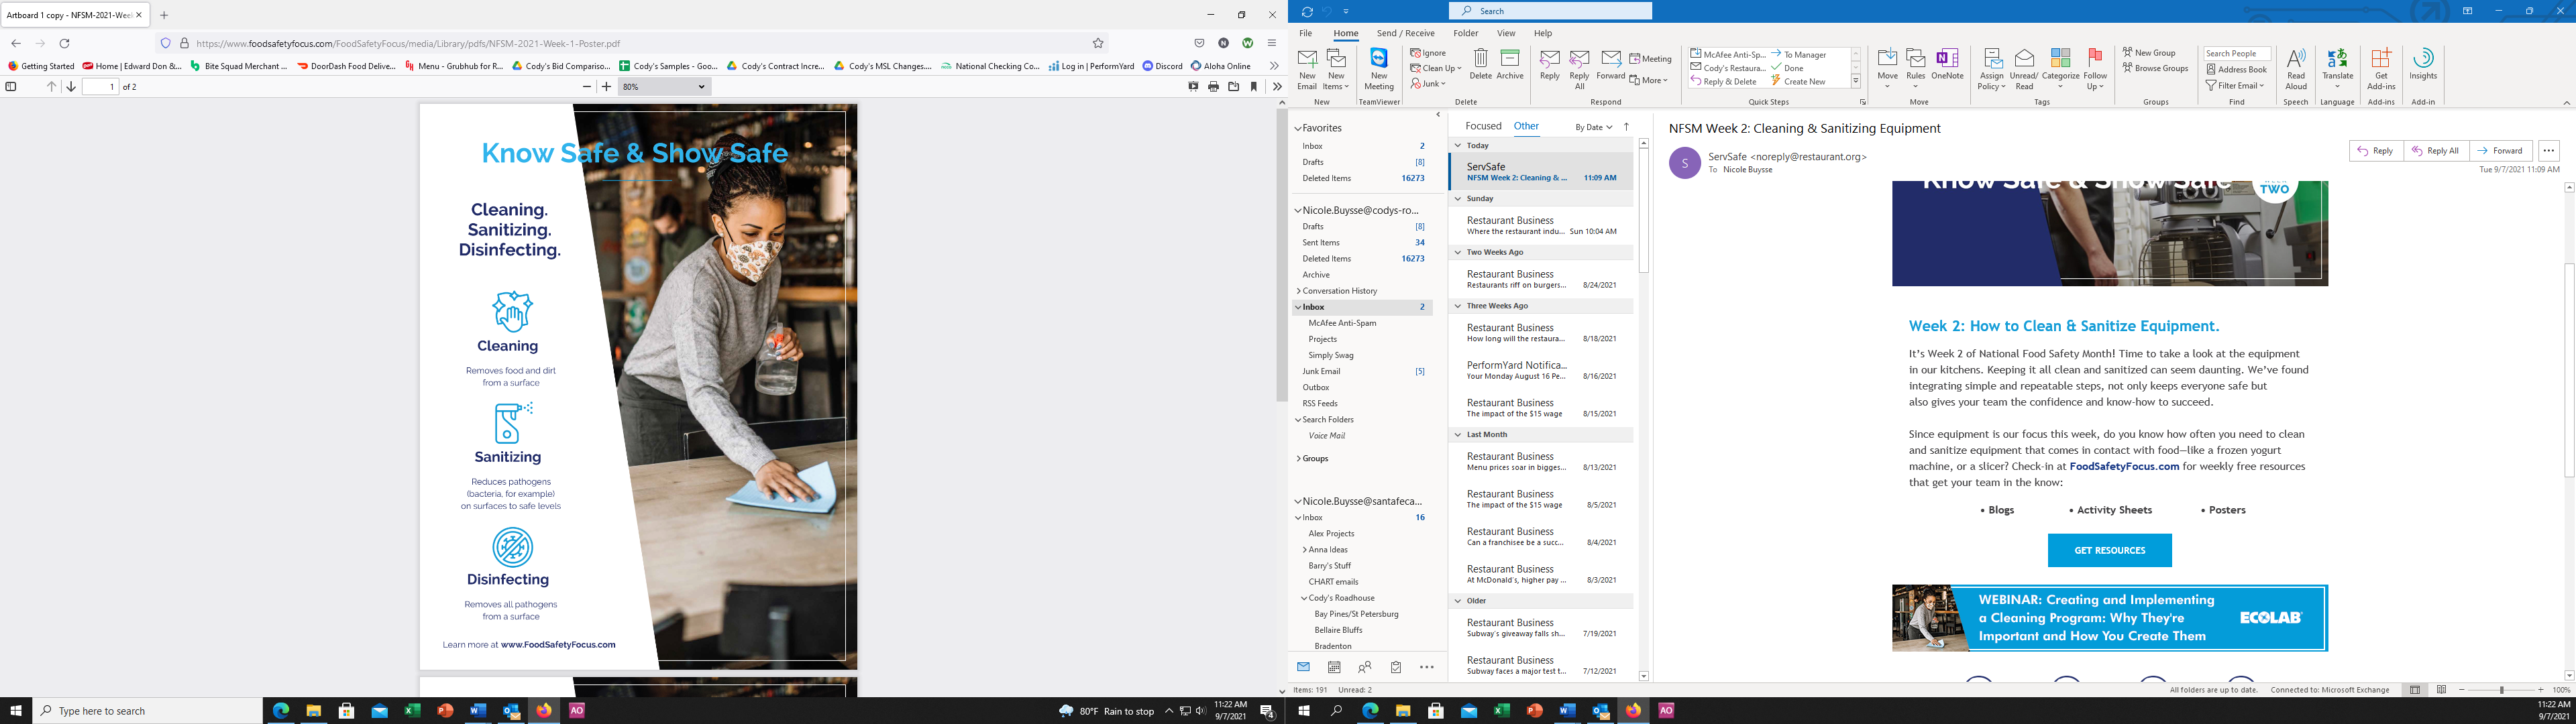 Artboard 1 copy - NFSM-2021-Week
https://www.foodsafetyfocus.com/FoodSafetyFocus/media/Library/pdfs/NFSM-2021-Week-1-Poster.pdf
Getting Started
Home | Edward Don &...
Bite Squad Merchant ...
DoorDash Food Delive...
Menu - Grubhub for R...
Cody's Bid Compariso...
Cody's Samples - Goo...
Cody's Contract Incre...
Cody's MSL Changes....
National Checking Co...
Log in | PerformYard
Discord
Aloha Online
1 of 2
80%
Know Safe & Show Safe
Cleaning.
Sanitizing.
Disinfecting.
Cleaning
Removes food and dirt
from a surface
Sanitizing
Reduces pathogens
(bacteria, for example)
on surfaces to safe levels
Disinfecting
Removes all pathogens
from a surface
Learn more at www.FoodSafetyFocus.com
Type here to search
80°F Rain to stop
11:22 AM
9/7/2021
4
Search
File Home Send / Receive Folder View Help
New
Email
New
Items
New
New
Meeting
TeamViewer
Ignore
Clean Up
Junk
Delete
Archive
Delete
Reply
Reply
All
Forward
Meeting
More
Respond
McAfee Anti-Sp...
Cody's Restaura...
Reply & Delete
To Manager
Done
Create New
Quick Steps
Move
Rules
OneNote
Move
Assign
Policy
Unread/
Read
Categorize
Follow
Up
Tags
New Group
Browse Groups
Groups
Search People
Address Book
Filter Email
Find
Read
Aloud
Speech
Translate
Language
Get
Add-ins
Add-ins
Insights
Add-in
Favorites
Inbox 2
Drafts [8]
Deleted Items 16273
Nicole.Buysse@codys-ro...
Drafts [8]
Sent Items 34
Deleted Items 16273
Archive
Conversation History
Inbox 2
McAfee Anti-Spam
Projects
Simply Swag
Junk Email [5]
Outbox
RSS Feeds
Search Folders
Voice Mail
Groups
Nicole.Buysse@santafeca...
Inbox 16
Alex Projects
Anna Ideas
Barry's Stuff
CHART emails
Cody's Roadhouse
Bay Pines/St Petersburg
Bellaire Bluffs
Bradenton
Focused Other By Date
Today
ServSafe
NFSM Week 2: Cleaning & ... 11:09 AM
Sunday
Restaurant Business
Where the restaurant indu... Sun 10:04 AM
Two Weeks Ago
Restaurant Business
Restaurants riff on burgers... 8/24/2021
Three Weeks Ago
Restaurant Business
How long will the restaura... 8/18/2021
PerformYard Notifica...
Your Monday August 16 Pe... 8/16/2021
Restaurant Business
The impact of the $15 wage 8/15/2021
Last Month
Restaurant Business
Menu prices soar in bigges... 8/13/2021
Restaurant Business
The impact of the $15 wage 8/5/2021
Restaurant Business
Can a franchisee be a succ... 8/4/2021
Restaurant Business
At McDonald's, higher pay ... 8/3/2021
Older
Restaurant Business
Subway's giveaway falls sh... 7/19/2021
Restaurant Business
Subway faces a major test t... 7/12/2021
NFSM Week 2: Cleaning & Sanitizing Equipment
S
ServSafe <noreply@restaurant.org>
To Nicole Buysse
Reply Reply All Forward
Tue 9/7/2021 11:09 AM
Know Safe & Show Safe
TWO
Week 2: How to Clean & Sanitize Equipment.
It's Week 2 of National Food Safety Month! Time to take a look at the equipment
in our kitchens. Keeping it all clean and sanitized can seem daunting. We've found
integrating simple and repeatable steps, not only keeps everyone safe but
also gives your team the confidence and know-how to succeed.
Since equipment is our focus this week, do you know how often you need to clean
and sanitize equipment that comes in contact with food—like a frozen yogurt
machine, or a slicer? Check-in at FoodSafetyFocus.com for weekly free resources
that get your team in the know:
• Blogs • Activity Sheets • Posters
GET RESOURCES
WEBINAR: Creating and Implementing
a Cleaning Program: Why They're
Important and How You Create Them
ECOLAB
Items: 191 Unread: 2
All folders are up to date. Connected to: Microsoft Exchange
100%
11:22 AM
9/7/2021